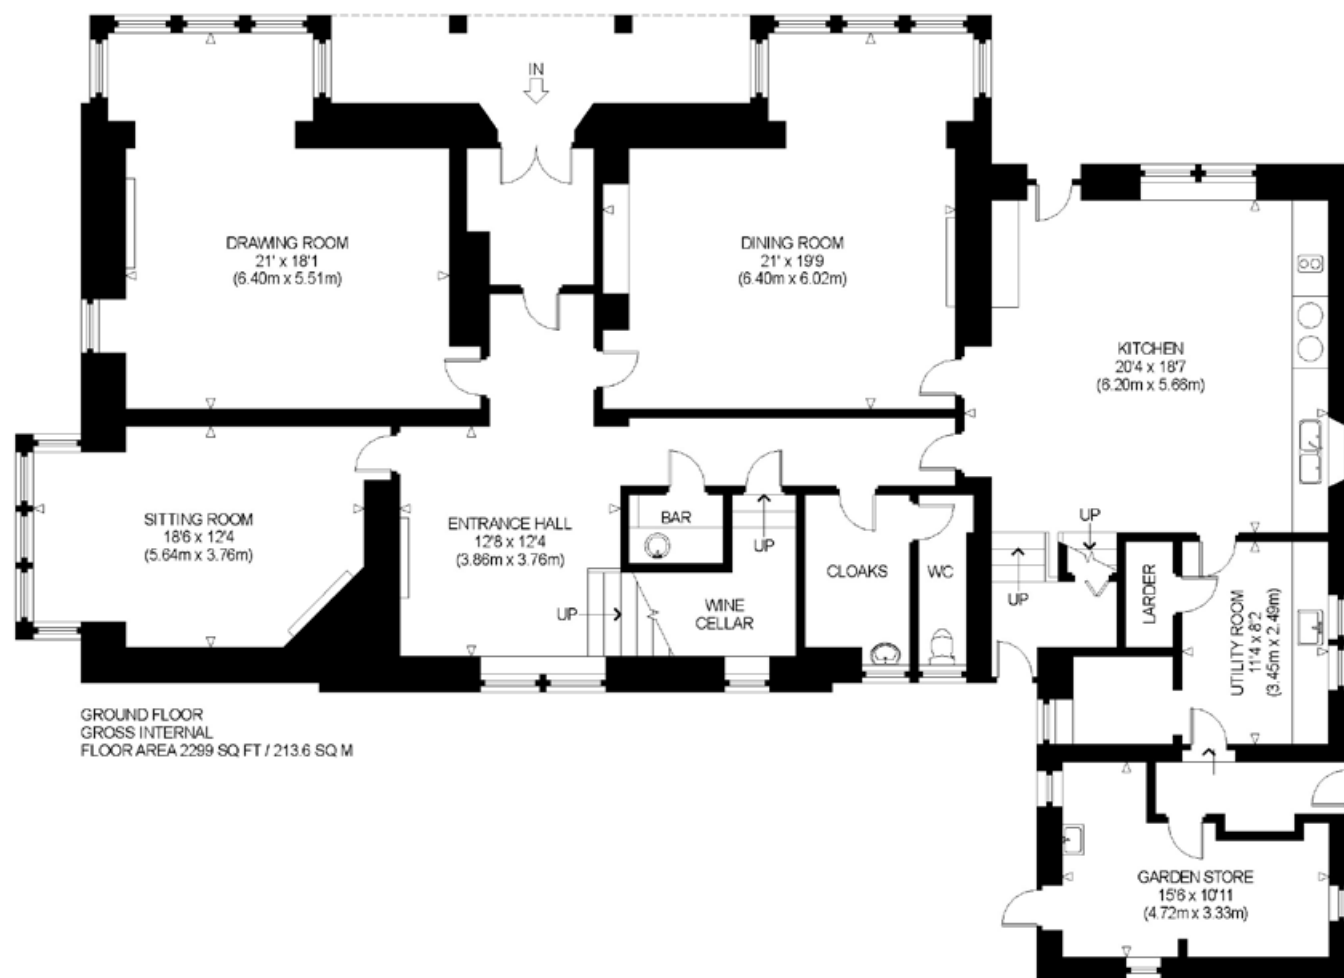 IN
DRAWING ROOM
21' x 18'1
(6.40m x 5.51m)
DINING ROOM
21' x 19'9
(6.40m x 6.02m)
KITCHEN
20'4 x 18'7
(6.20m x 5.66m)
SITTING ROOM
18'6 x 12'4
(5.64m x 3.76m)
ENTRANCE HALL
12'8 x 12'4
(3.86m x 3.76m)
UP
BAR
UP
WINE
CELLAR
CLOAKS
WC
UP
UP
LARDER
UTILITY ROOM
11'4 x 8'2
(3.45m x 2.49m)
GROUND FLOOR
GROSS INTERNAL
FLOOR AREA 2299 SQ FT / 213.6 SQ M
GARDEN STORE
15'6 x 10'11
(4.72m x 3.33m)